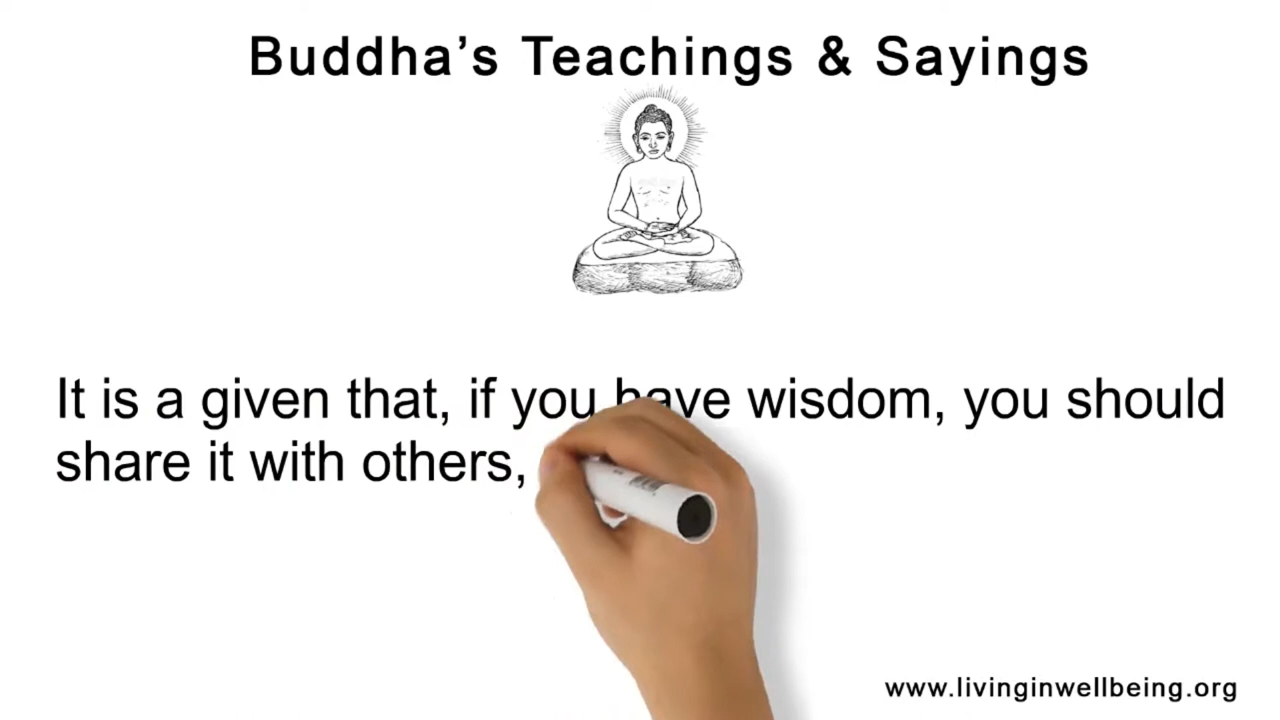 Buddha’s Teachings & Sayings
It is a given that, if you have wisdom, you should
share it with others,
www.livinginwellbeing.org